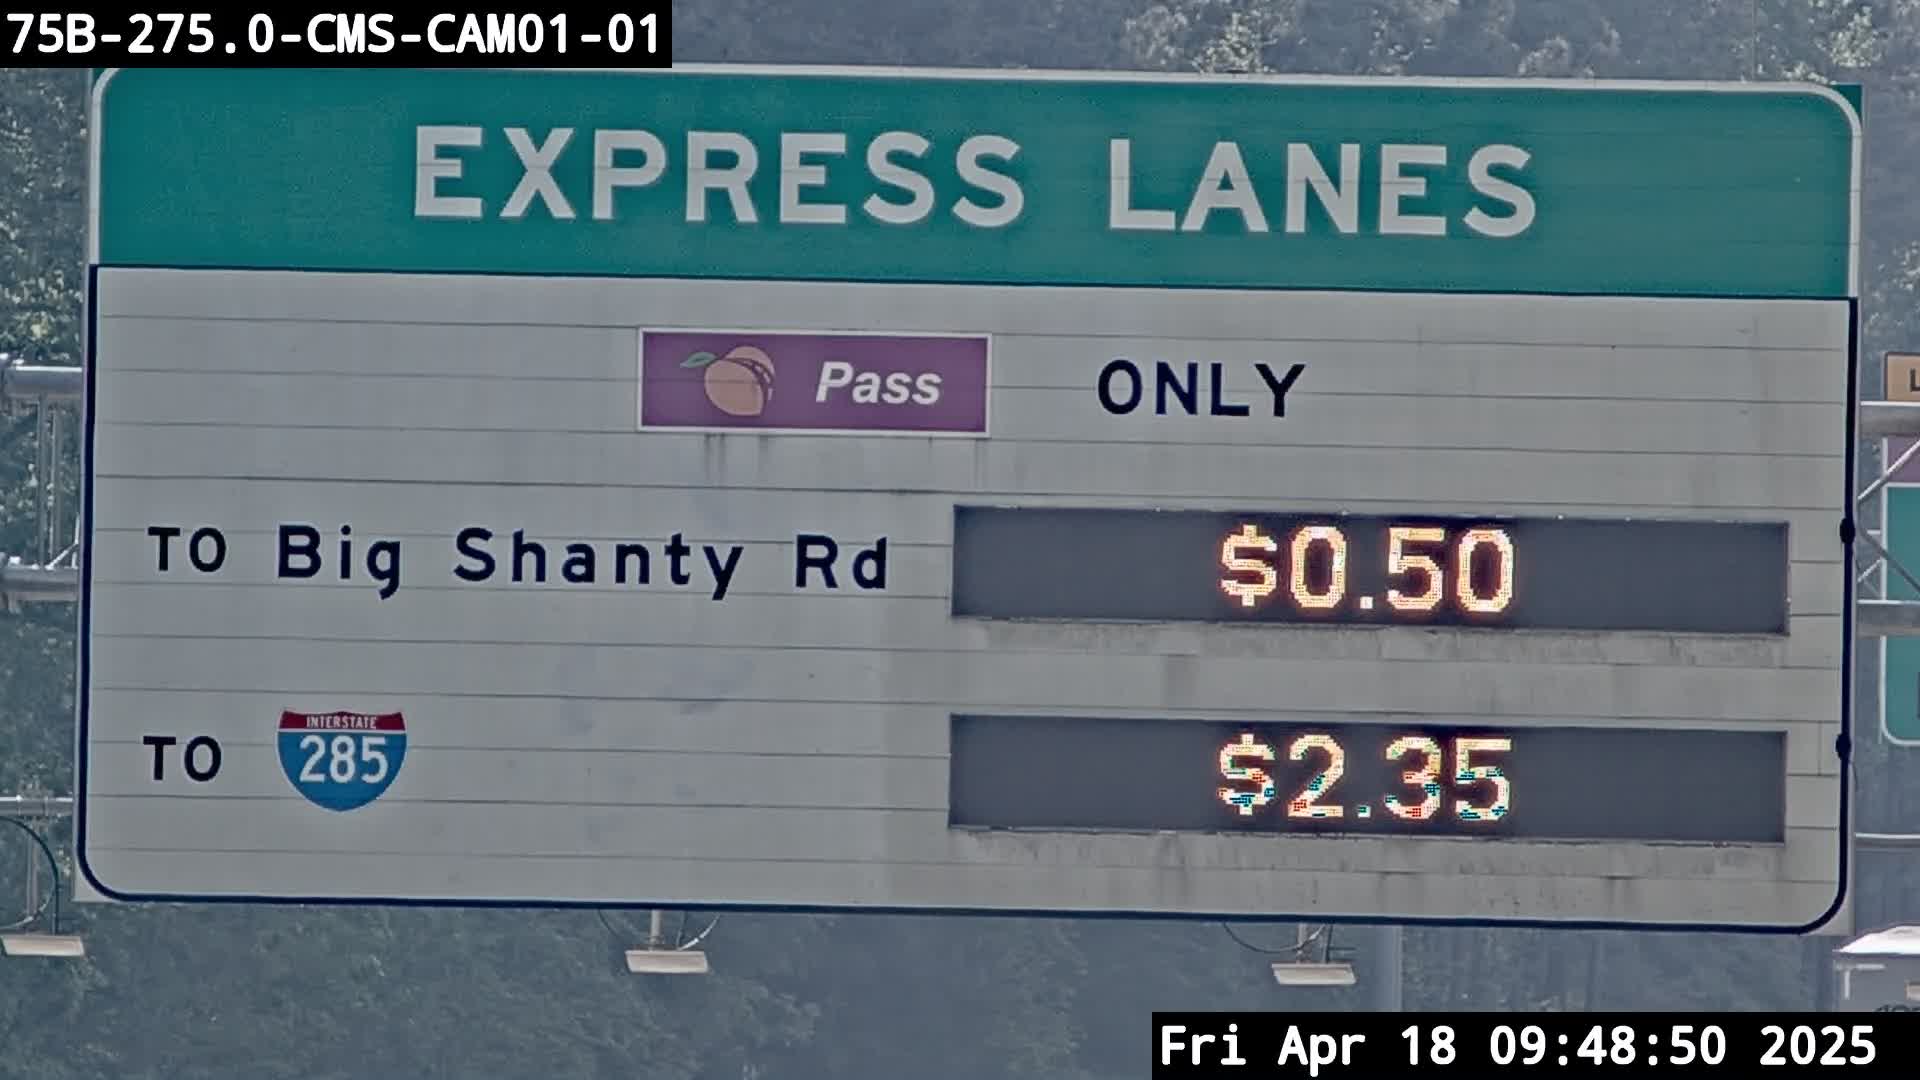 75B-275.0-CMS-CAM01-01
EXPRESS LANES
Pass ONLY
TO Big Shanty Rd $0.50
TO INTERSTATE 285 $2.35
Fri Apr 18 09:48:50 2025